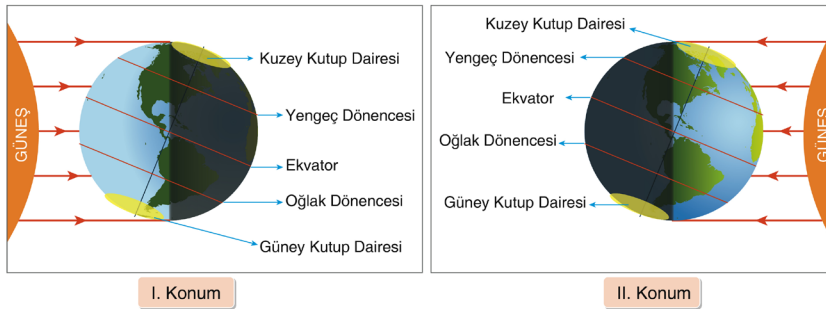 GÜNEŞ
Kuzey Kutup Dairesi
Yengeç Dönencesi
Ekvator
Oğlak Dönencesi
Güney Kutup Dairesi
I. Konum
Kuzey Kutup Dairesi
Yengeç Dönencesi
Ekvator
Oğlak Dönencesi
Güney Kutup Dairesi
GÜNEŞ
II. Konum